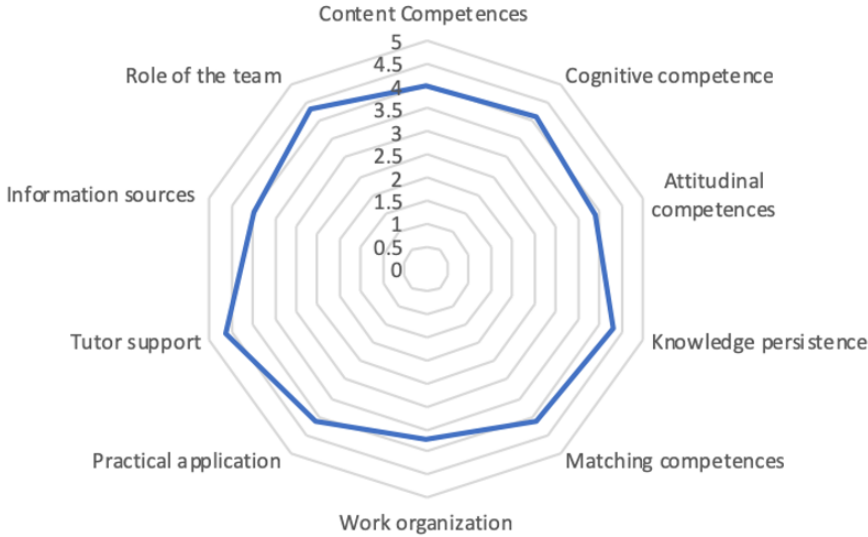 Content Competences
Role of the team
Cognitive competence
5
4.5
4
3.5
3
2.5
2
1.5
1
0.5
0
Information sources
Attitudinal
competences
Tutor support
Knowledge persistence
Practical application
Matching competences
Work organization